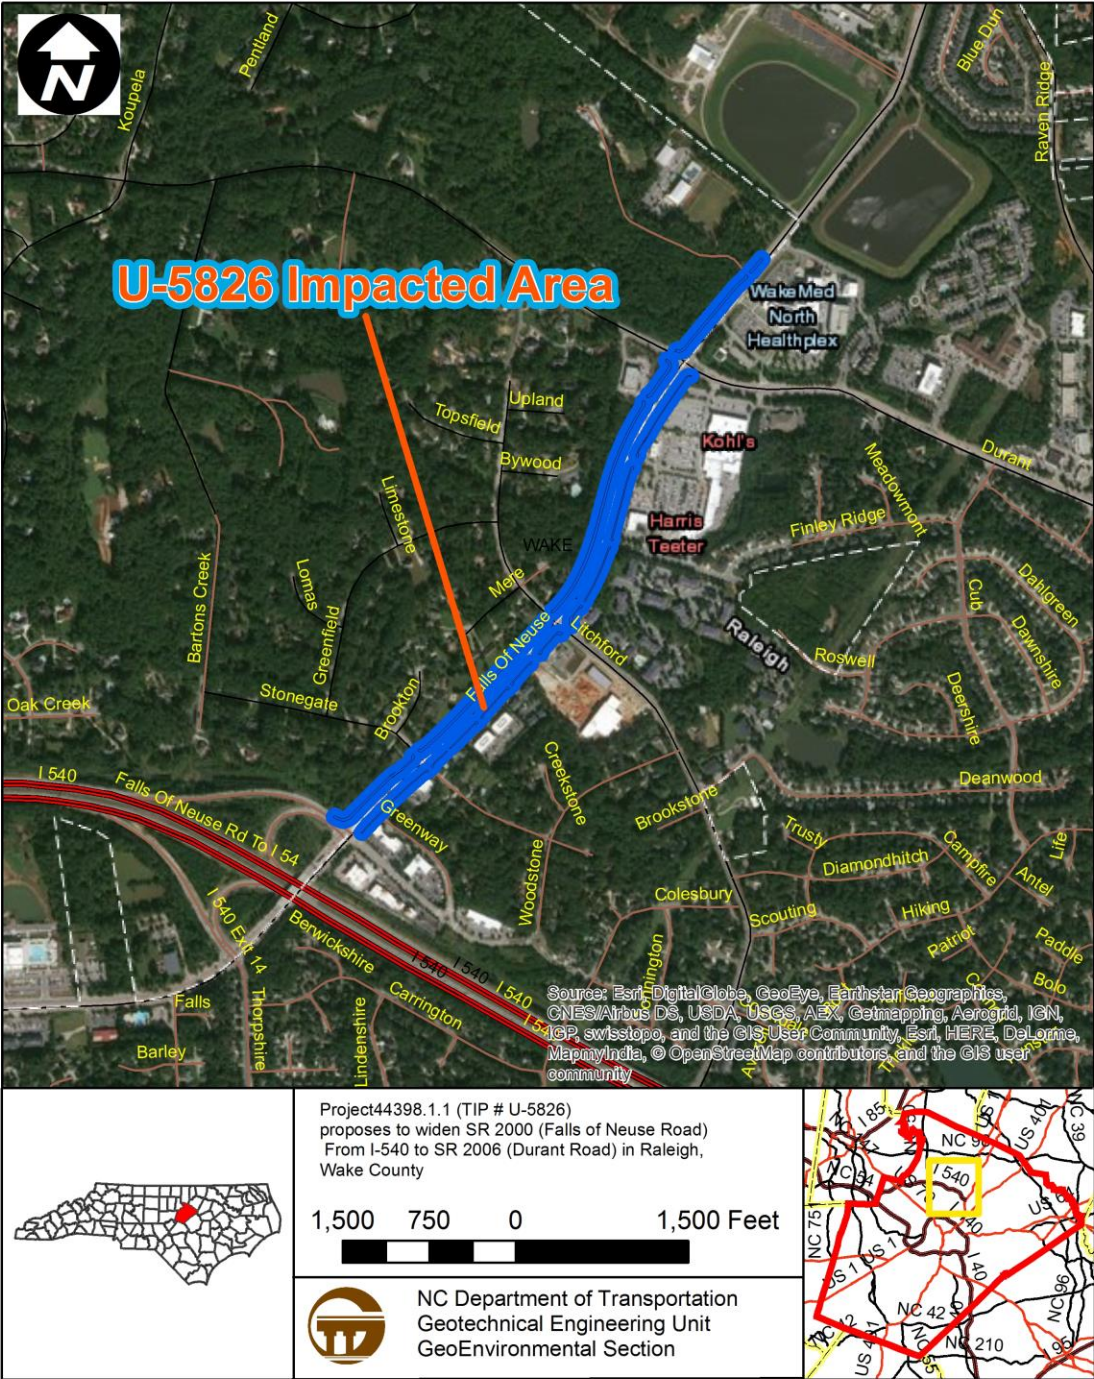 N
Pentland
Koupela
Blue Dun
Raven Ridge
U-5826 Impacted Area
WakeMed
North
Healthplex
Upland
Topsfield
Bywood
Kohl's
Durant
Meadowmont
Limestone
Finley Ridge
Harris
Teeter
WAKE
Mere
Lomas
Bartons Creek
Greenfield
Cub
Dahlgreen
Dawnshire
Falls Of Neuse
Litchford
Raleigh
Roswell
Deershire
Stonegate
Brookton
Oak Creek
I 540
Falls Of Neuse Rd To I 54
Greenway
Creekstone
Brookstone
Deanwood
Trusty
Diamondhitch
Campfire
Life
Antel
Woodstone
Colesbury
Scouting
Hiking
Patriot
Paddle
Bolo
I 540 Exit 14
Berwickshire
I 540
I 540
I 540
Carrington
Falls
Thorpshire
Lindenshire
Barley
Source: Esri, DigitalGlobe, GeoEye, Earthstar Geographics,
CNES/Airbus DS, USDA, USGS, AEX, Getmapping, Aerogrid, IGN,
IGP, swisstopo, and the GIS User Community, Esri, HERE, DeLorme,
MapmyIndia, © OpenStreetMap contributors, and the GIS user
community
Project44398.1.1 (TIP # U-5826)
proposes to widen SR 2000 (Falls of Neuse Road)
From I-540 to SR 2006 (Durant Road) in Raleigh,
Wake County
1,500 750 0 1,500 Feet
NC Department of Transportation
Geotechnical Engineering Unit
GeoEnvironmental Section
I 85
US 401
NC 39
NC 98
NC 54
I 540
NC 75
US 1
US 1
I 40
NC 96
NC 42
NC 210
I 95